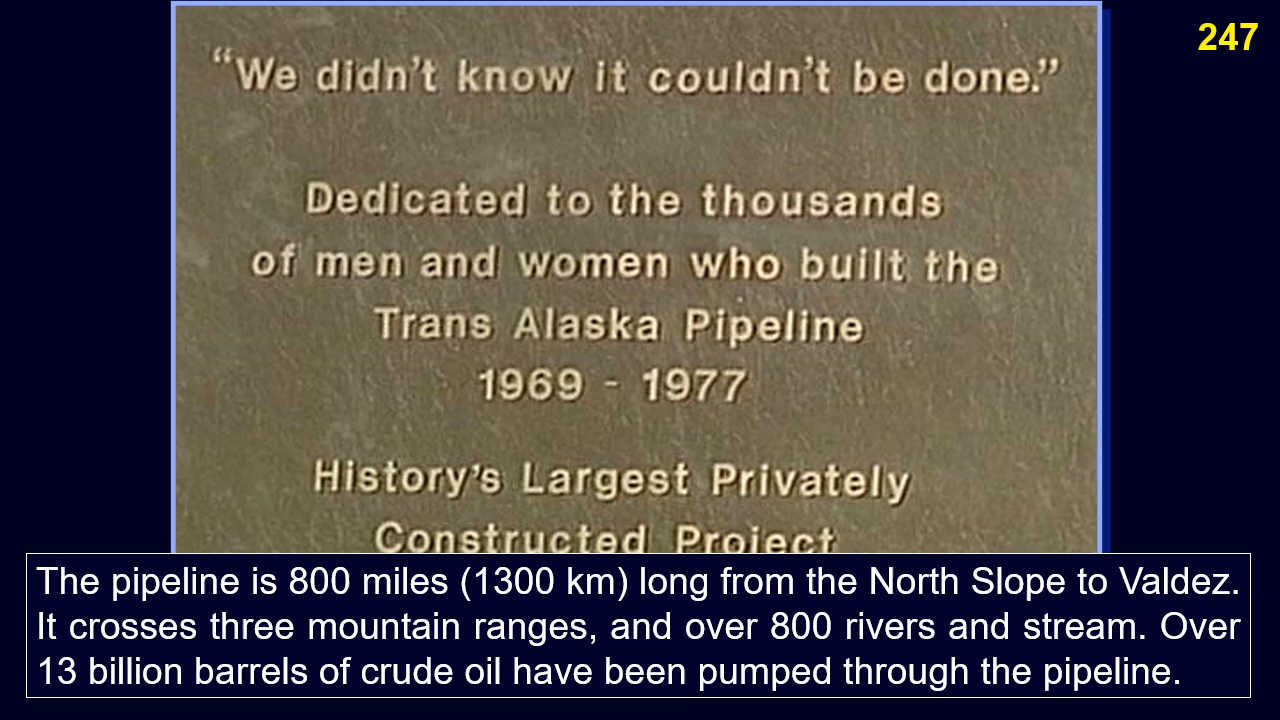 247
“We didn’t know it couldn’t be done.”
Dedicated to the thousands
of men and women who built the
Trans Alaska Pipeline
1969 - 1977
History’s Largest Privately
Constructed Project
The pipeline is 800 miles (1300 km) long from the North Slope to Valdez.
It crosses three mountain ranges, and over 800 rivers and stream. Over
13 billion barrels of crude oil have been pumped through the pipeline.